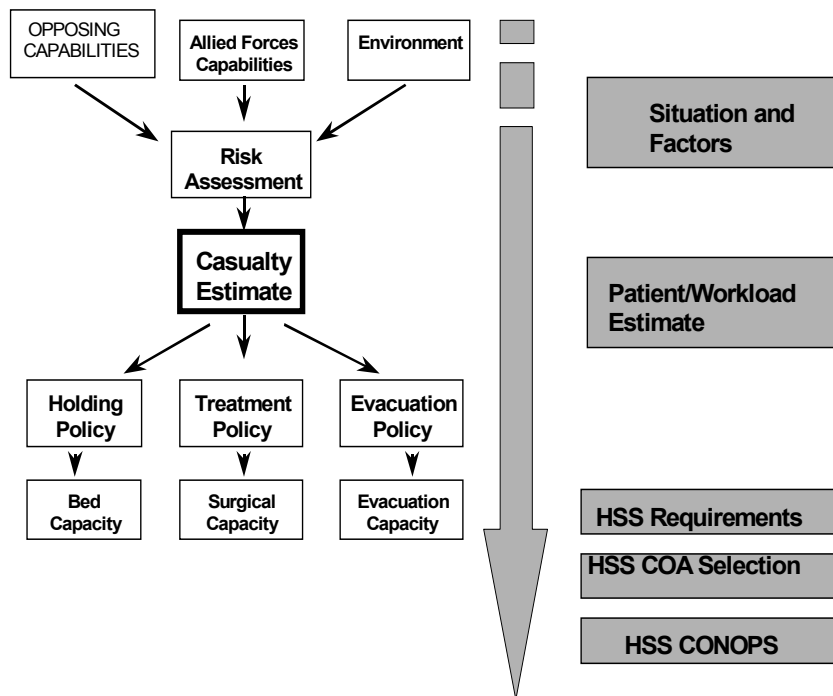 OPPOSING
CAPABILITIES
Allied Forces
Capabilities
Environment
Risk
Assessment
Casualty
Estimate
Holding
Policy
Treatment
Policy
Evacuation
Policy
Bed
Capacity
Surgical
Capacity
Evacuation
Capacity
Situation and
Factors
Patient/Workload
Estimate
HSS Requirements
HSS COA Selection
HSS CONOPS